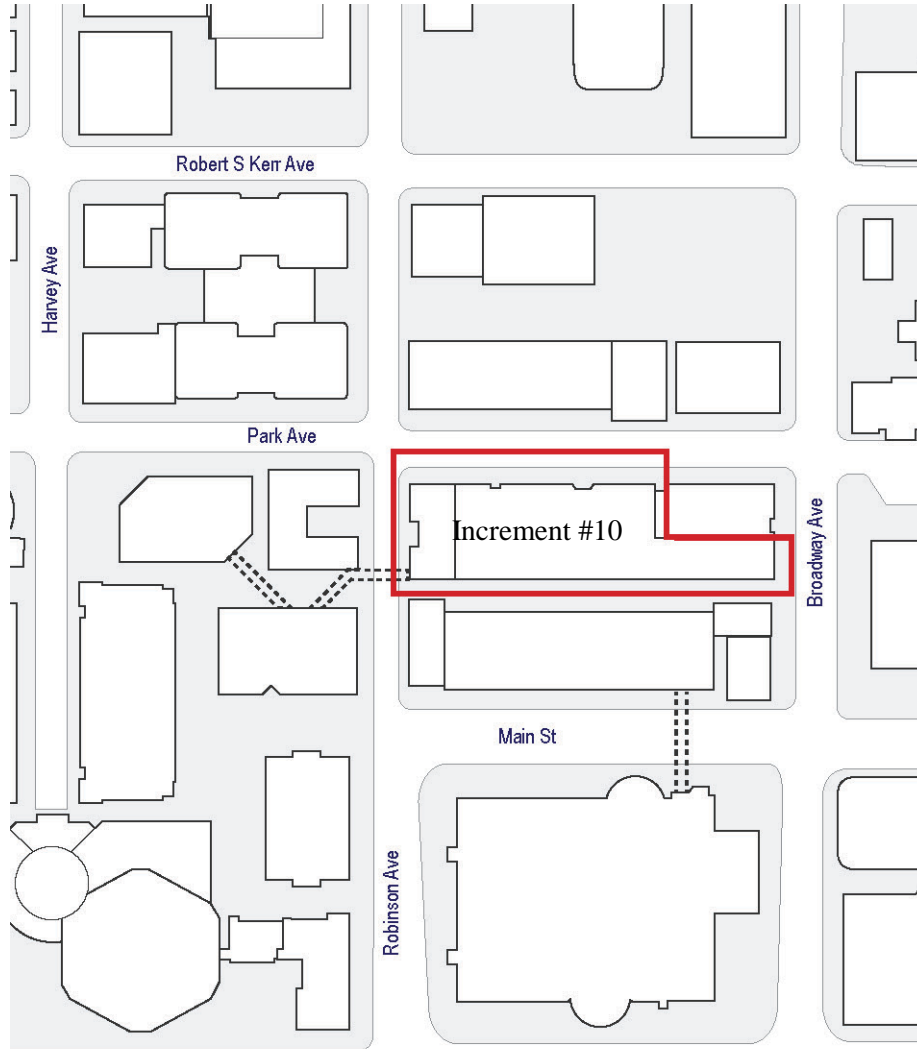 Robert S Kerr Ave
Harvey Ave
Park Ave
Increment #10
Broadway Ave
Main St
Robinson Ave